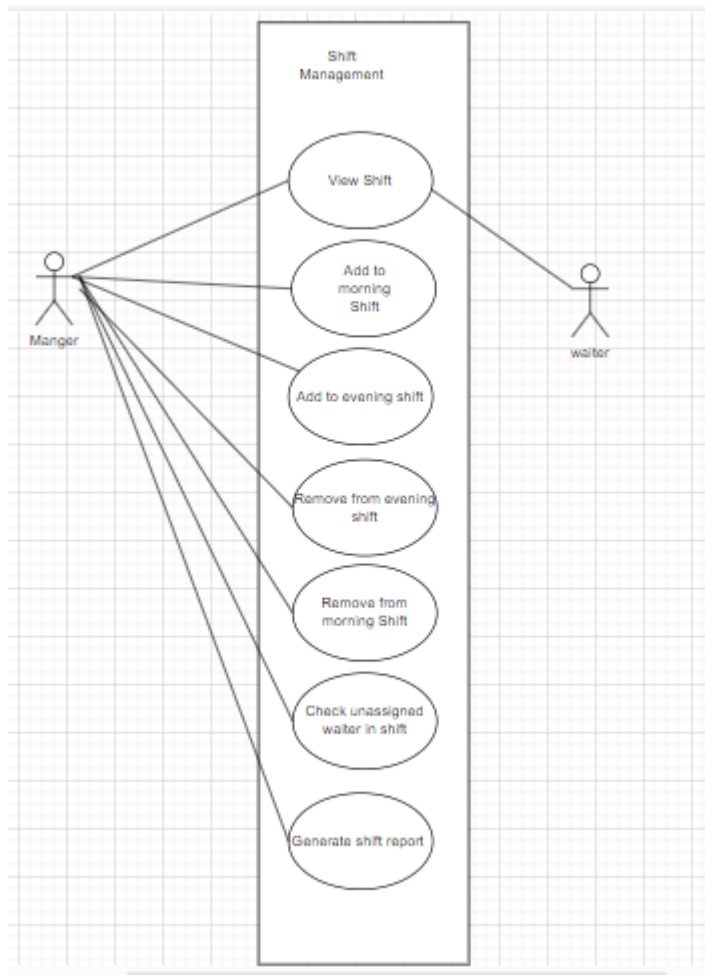 Shift
Management
View Shift
Add to
morning
Shift
Manger
waiter
Add to evening shift
Remove from evening
shift
Remove from
morning Shift
Check unassigned
waiter in shift
Generate shift report